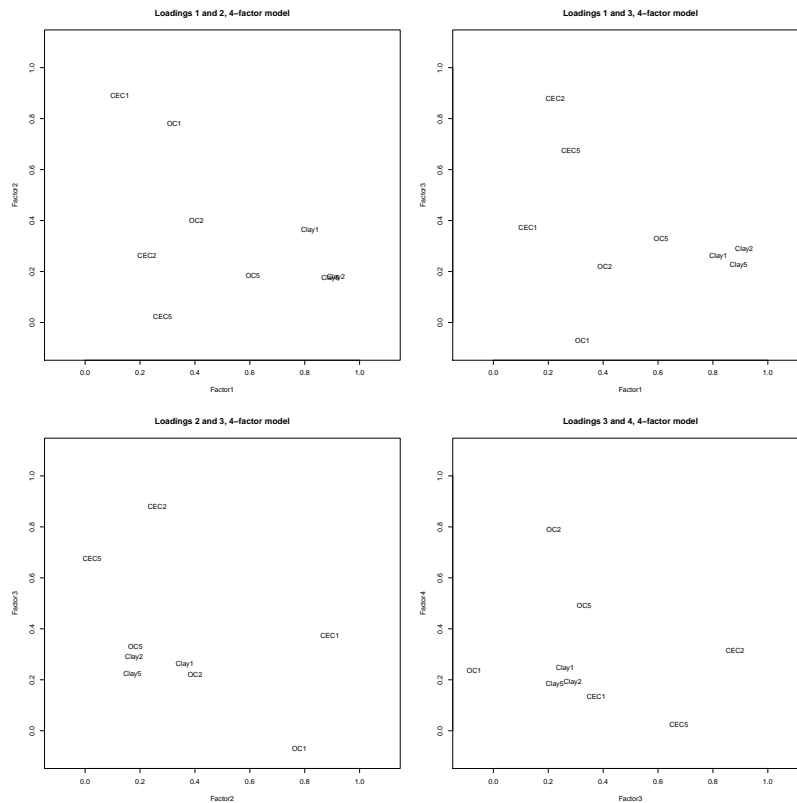 Loadings 1 and 2, 4–factor model
1.0
CEC1
0.8
OC1
0.6
Factor2
0.4
OC2
Clay1
CEC2
0.2
OC5
Clay5
Clay2
CEC5
0.0
0.0 0.2 0.4 0.6 0.8 1.0
Factor1
Loadings 1 and 3, 4–factor model
1.0
CEC2
0.8
CEC5
0.6
Factor3
0.4
CEC1
OC5
Clay2
Clay1
Clay5
OC2
0.2
0.0
OC1
0.0 0.2 0.4 0.6 0.8 1.0
Factor1
Loadings 2 and 3, 4–factor model
1.0
CEC2
0.8
CEC5
0.6
Factor3
0.4
CEC1
OC5
Clay2
Clay1
Clay5
OC2
0.2
0.0
OC1
0.0 0.2 0.4 0.6 0.8 1.0
Factor2
Loadings 3 and 4, 4–factor model
1.0
0.8
OC2
0.6
Factor4
OC5
0.4
CEC2
OC1
Clay1
0.2
Clay5
Clay2
CEC1
CEC5
0.0
0.0 0.2 0.4 0.6 0.8 1.0
Factor3